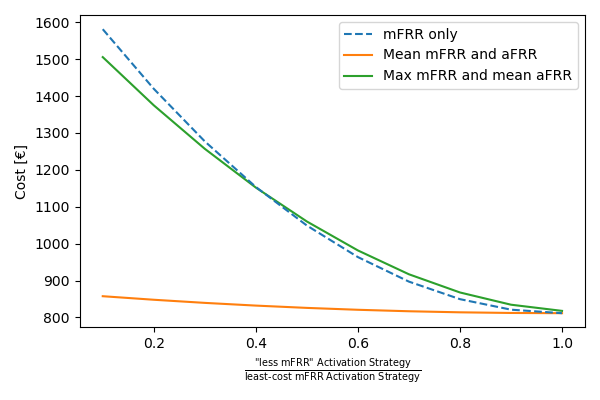 1600
1500
1400
1300
1200
1100
1000
900
800
Cost [€]
mFRR only
Mean mFRR and aFRR
Max mFRR and mean aFRR
0.2 0.4 0.6 0.8 1.0
"less mFRR" Activation Strategy
least-cost mFRR Activation Strategy